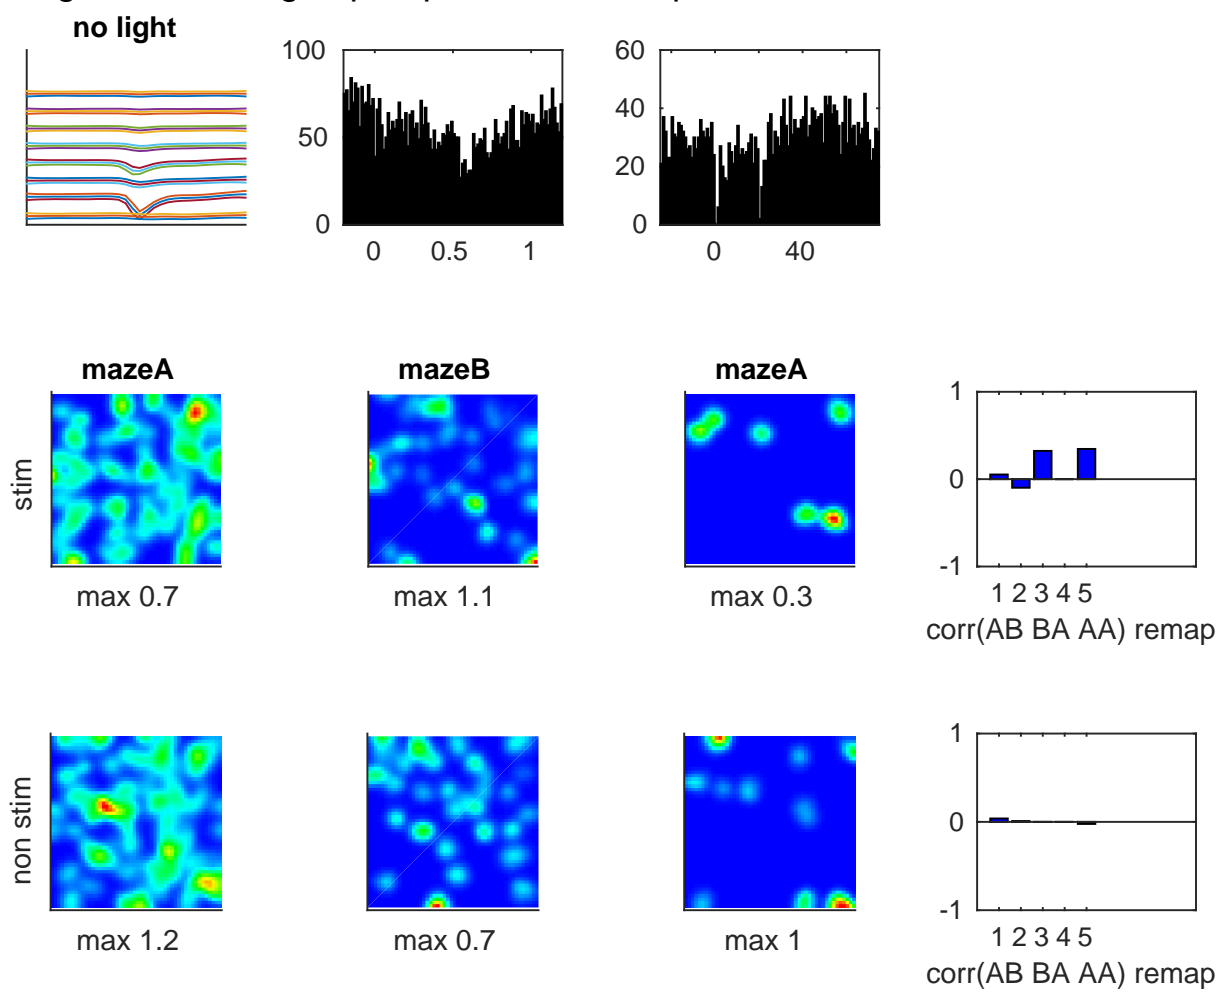 no light
100
50
0
0
0.5
1
60
40
20
0
0
40
mazeA
mazeB
mazeA
stim
max 0.7
max 1.1
max 0.3
1
0
-1
1 2 3 4 5
corr(AB BA AA) remap
non stim
max 1.2
max 0.7
max 1
1
0
-1
1 2 3 4 5
corr(AB BA AA) remap